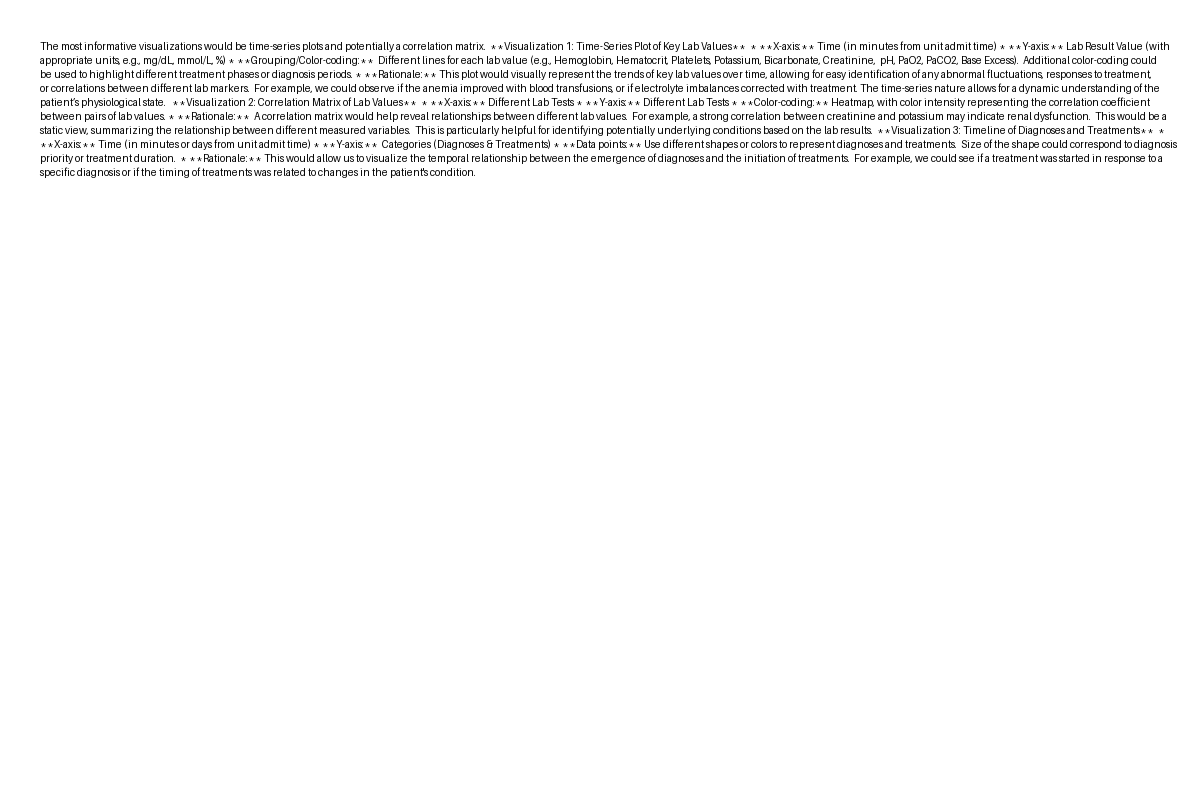 The most informative visualizations would be time-series plots and potentially a correlation matrix.  **Visualization 1: Time-Series Plot of Key Lab Values**  * **X-axis:** Time (in minutes from unit admit time) * **Y-axis:** Lab Result Value (with
appropriate units, e.g., mg/dL, mmol/L, %) * **Grouping/Color-coding:**  Different lines for each lab value (e.g., Hemoglobin, Hematocrit, Platelets, Potassium, Bicarbonate, Creatinine,  pH, PaO2, PaCO2, Base Excess).  Additional color-coding could
be used to highlight different treatment phases or diagnosis periods. * **Rationale:** This plot would visually represent the trends of key lab values over time, allowing for easy identification of any abnormal fluctuations, responses to treatment,
or correlations between different lab markers.  For example, we could observe if the anemia improved with blood transfusions, or if electrolyte imbalances corrected with treatment. The time-series nature allows for a dynamic understanding of the
patient's physiological state.   **Visualization 2: Correlation Matrix of Lab Values**  * **X-axis:** Different Lab Tests * **Y-axis:** Different Lab Tests * **Color-coding:** Heatmap, with color intensity representing the correlation coefficient
between pairs of lab values. * **Rationale:**  A correlation matrix would help reveal relationships between different lab values.  For example, a strong correlation between creatinine and potassium may indicate renal dysfunction.  This would be a
static view, summarizing the relationship between different measured variables.  This is particularly helpful for identifying potentially underlying conditions based on the lab results.  **Visualization 3: Timeline of Diagnoses and Treatments**  *
**X-axis:** Time (in minutes or days from unit admit time) * **Y-axis:**  Categories (Diagnoses & Treatments) * **Data points:** Use different shapes or colors to represent diagnoses and treatments.  Size of the shape could correspond to diagnosis
priority or treatment duration.  * **Rationale:** This would allow us to visualize the temporal relationship between the emergence of diagnoses and the initiation of treatments.  For example, we could see if a treatment was started in response to a
specific diagnosis or if the timing of treatments was related to changes in the patient's condition.